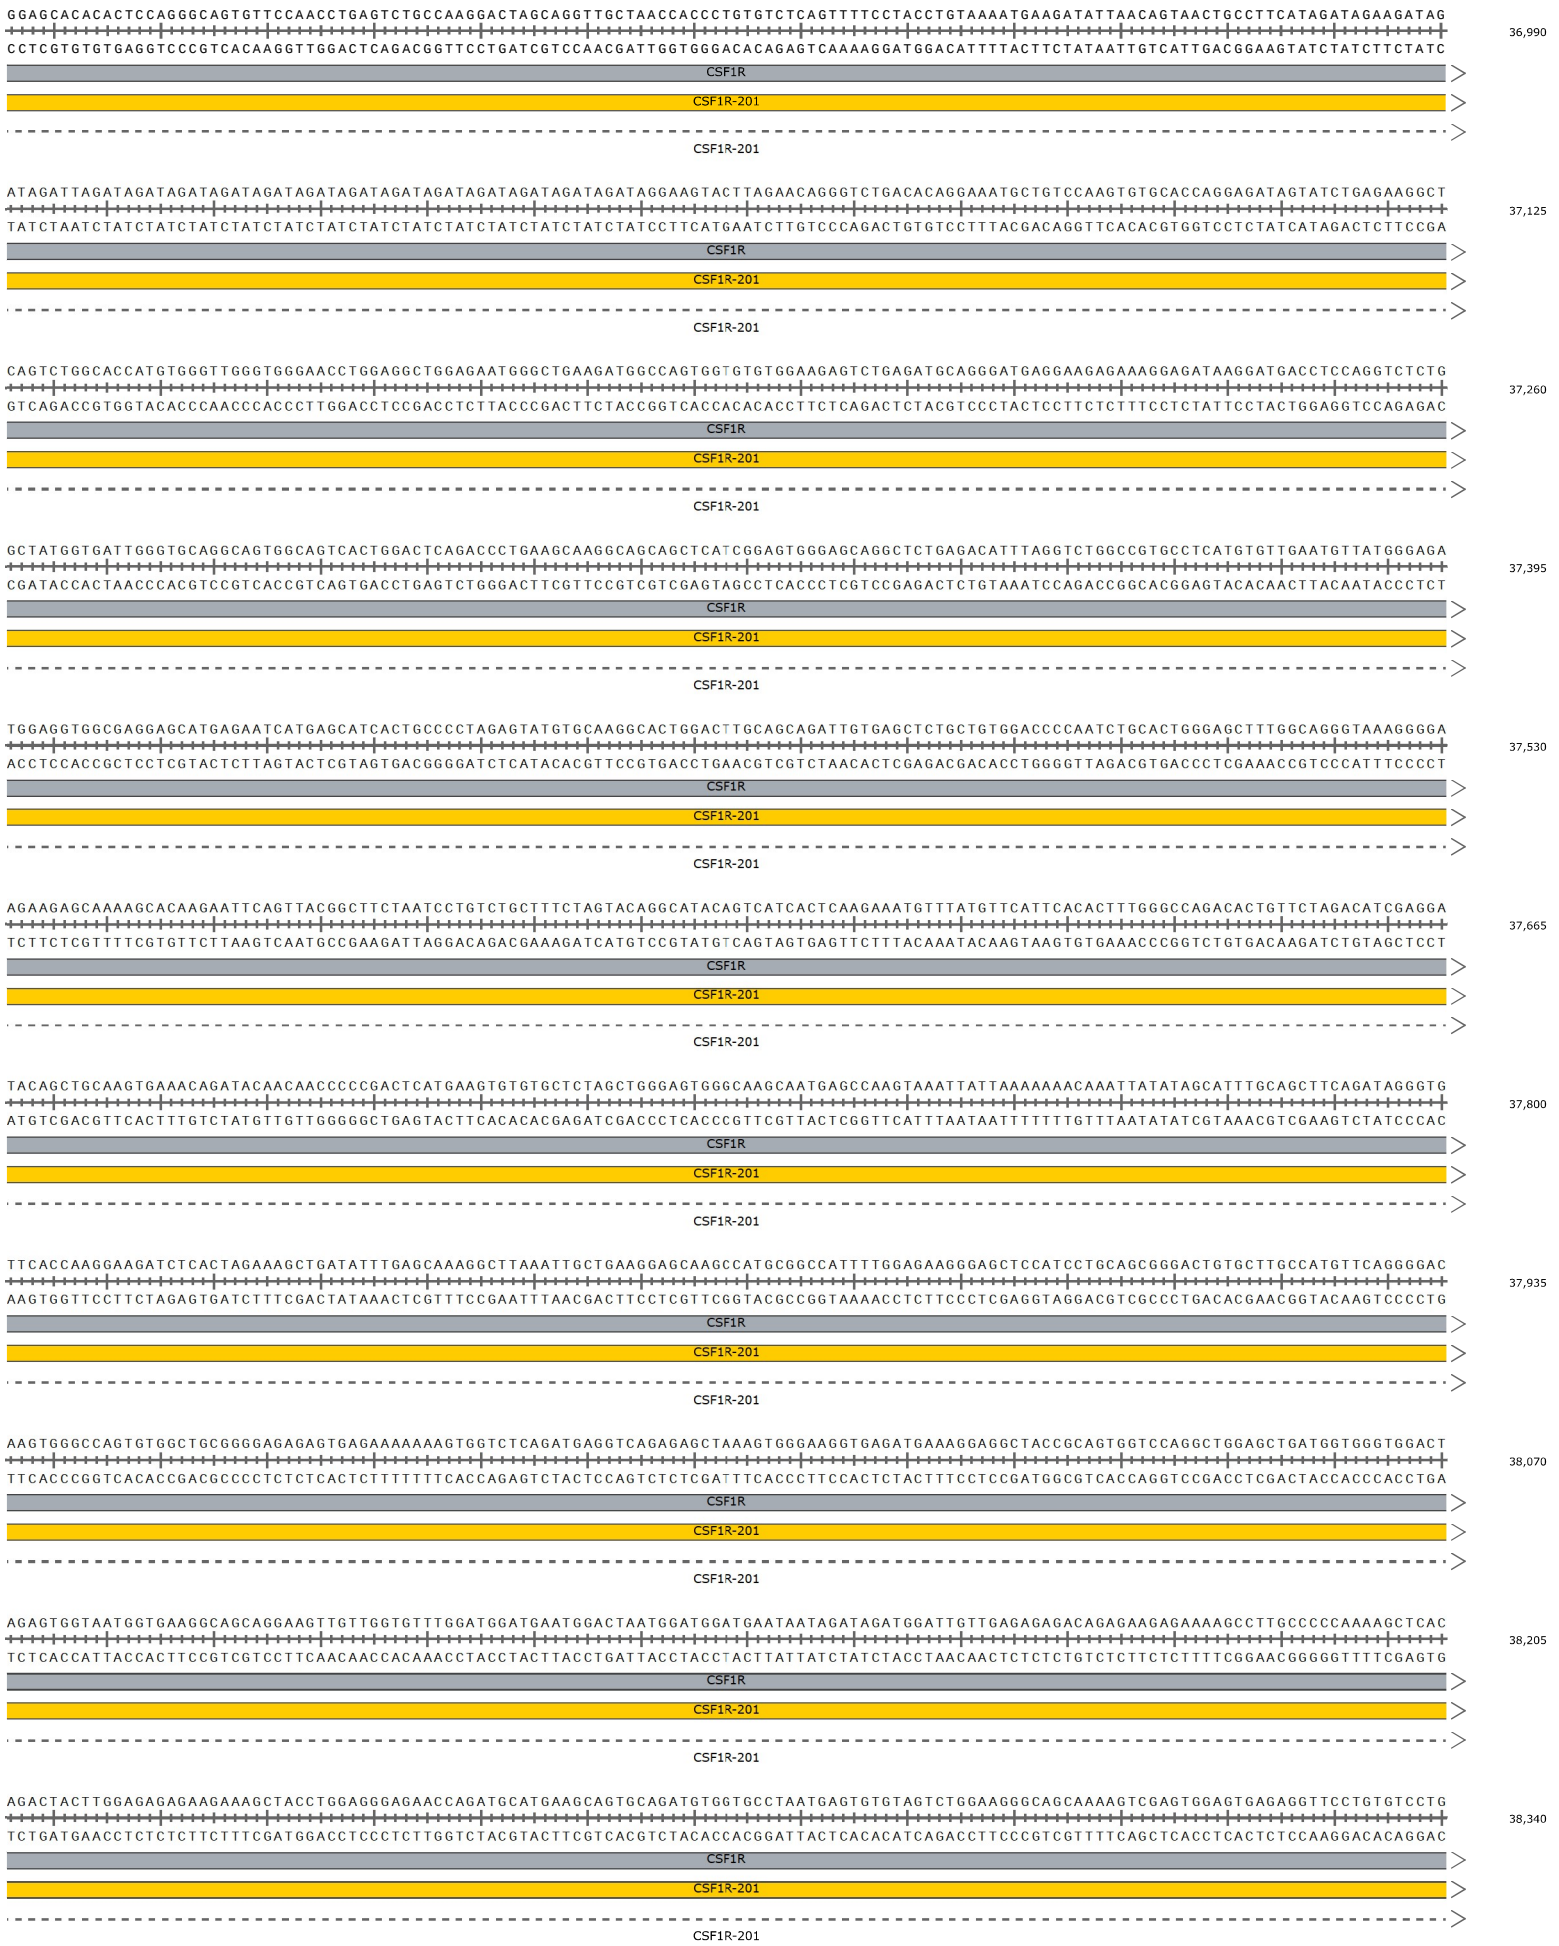 GGAGCACACACTCCAGGGCAGTGTTCCAACCTGAGTCTGCCAAGGACTAGCAGGTTGCTAACCACCCTGTGTCTCAGTTTTCCTACCTGTAAAATGAAGATATTAACAGTAACTGCCTTCATAGATAGAAGATAG
36,990
CCTCGTGTGTGAGGTCCCGTCACAAGGTTGGACTCAGACGGTTCCTGATCGTCCAACGATTGGTGGGACACAGAGTCAAAAGGATGGACATTTTACTTCTATAATTGTCATTGACGGAAGTATCTATCTTCTATC
CSF1R
CSF1R-201
CSF1R-201
ATAGATTAGATAGATAGATAGATAGATAGATAGATAGATAGATAGATAGATAGATAGATAGGAAGTACTTAGAACAGGGTCTGACACAGGAAATGCTGTCCAAGTGTGCACCAGGAGATAGTATCTGAGAAGGCT
37,125
TATCTAATCTATCTATCTATCTATCTATCTATCTATCTATCTATCTATCTATCTATCTATCCTTCATGAATCTTGTCCCAGACTGTGTCCTTTACGACAGGTTCACACGTGGTCCTCTATCATAGACTCTTCCGA
CSF1R
CSF1R-201
CSF1R-201
CAGTCTGGCACCATGTGGGTTGGGTGGGAACCTGGAGGCTGGAGAATGGGCTGAAGATGGCCAGTGGTGTGTGGAAGAGTCTGAGATGCAGGGATGAGGAAGAGAAAGGAGATAAGGATGACCTCCAGGTCTCTG
37,260
GTCAGACCGTGGTACACCCAACCCACCCTTGGACCTCCGACCTCTTACCCGACTTCTACCGGTCACCACACACCTTCTCAGACTCTACGTCCCTACTCCTTCTCTTTCCTCTATTCCTACTGGAGGTCCAGAGAC
CSF1R
CSF1R-201
CSF1R-201
GCTATGGTGATTGGGTGCAGGCAGTGGCAGTCACTGGACTCAGACCCTGAAGCAAGGCAGCAGCTCATCGGAGTGGGAGCAGGCTCTGAGACATTTAGGTCTGGCCGTGCCTCATGTGTTGAATGTTATGGGAGA
37,395
CGATACCACTAACCCACGTCCGTCACCGTCAGTGACCTGAGTCTGGGACTTCGTTCCGTCGTCGAGTAGCCTCACCCTCGTCCGAGACTCTGTAAATCCAGACCGGCACGGAGTACACAACTTACAATACCCTCT
CSF1R
CSF1R-201
CSF1R-201
TGGAGGTGGCGAGGAGCATGAGAATCATGAGCATCACTGCCCCTAGAGTATGTGCAAGGCACTGGACTTGCAGCAGATTGTGAGCTCTGCTGTGGACCCCAATCTGCACTGGGAGCTTTGGCAGGGTAAAGGGGA
37,530
ACCTCCACCGCTCCTCGTACTCTTAGTACTCGTAGTGACGGGGATCTCATACACGTTCCGTGACCTGAACGTCGTCTAACACTCGAGACGACACCTGGGGTTAGACGTGACCCTCGAAACCGTCCCATTTCCCCT
CSF1R
CSF1R-201
CSF1R-201
AGAAGAGCAAAAGCACAAGAATTCAGTTACGGCTTCTAATCCTGTCTGCTTTCTAGTACAGGCATACAGTCATCACTCAAGAAATGTTTATGTTCATTCACACTTTGGGCCAGACACTGTTCTAGACATCGAGGA
37,665
TCTTCTCGTTTTCGTGTTCTTAAGTCAATGCCGAAGATTAGGACAGACGAAAGATCATGTCCGTATGTCAGTAGTGAGTTCTTTACAAATACAAGTAAGTGTGAAACCCGGTCTGTGACAAGATCTGTAGCTCCT
CSF1R
CSF1R-201
CSF1R-201
TACAGCTGCAAGTGAAACAGATACAACAACCCCCGACTCATGAAGTGTGTGCTCTAGCTGGGAGTGGGCAAGCAATGAGCCAAGTAAATTATTAAAAAAACAAATTATATAGCATTTGCAGCTTCAGATAGGGTG
37,800
ATGTCGACGTTCACTTTGTCTATGTTGTTGGGGGCTGAGTACTTCACACACGAGATCGACCCTCACCCGTTCGTTACTCGGTTCATTTAATAATTTTTTTGTTTAATATATCGTAAACGTCGAAGTCTATCCCAC
CSF1R
CSF1R-201
CSF1R-201
TTCACCAAGGAAGATCTCACTAGAAAGCTGATATTTGAGCAAAGGCTTAAATTGCTGAAGGAGCAAGCCATGCGGCCATTTTGGAGAAGGGAGCTCCATCCTGCAGCGGGACTGTGCTTGCCATGTTCAGGGGAC
37,935
AAGTGGTTCCTTCTAGAGTGATCTTTCGACTATAAACTCGTTTCCGAATTTAACGACTTCCTCGTTCGGTACGCCGGTAAAACCTCTTCCCTCGAGGTAGGACGTCGCCCTGACACGAACGGTACAAGTCCCCTG
CSF1R
CSF1R-201
CSF1R-201
AAGTGGGCCAGTGTGGCTGCGGGGAGAGAGTGAGAAAAAAAGTGGTCTCAGATGAGGTCAGAGAGCTAAAGTGGGAAGGTGAGATGAAAGGAGGCTACCGCAGTGGTCCAGGCTGGAGCTGATGGTGGGTGGACT
38,070
TTCACCCGGTCACACCGACGCCCCTCTCTCACTCTTTTTTTCACCAGAGTCTACTCCAGTCTCTCGATTTCACCCTTCCACTCTACTTTCCTCCGATGGCGTCACCAGGTCCGACCTCGACTACCACCCACCTGA
CSF1R
CSF1R-201
CSF1R-201
AGAGTGGTAATGGTGAAGGCAGCAGGAAGTTGTTGGTGTTTGGATGGATGAATGGACTAATGGATGGATGAATAATAGATAGATGGATTGTTGAGAGAGACAGAGAAGAGAAAAGCCTTGCCCCCAAAAGCTCAC
38,205
TCTCACCATTACCACTTCCGTCGTCCTTCAACAACCACAAACCTACCTACTTACCTGATTACCTACCTACTTATTATCTATCTACCTAACAACTCTCTCTGTCTCTTCTCTTTTCGGAACGGGGGTTTTCGAGTG
CSF1R
CSF1R-201
CSF1R-201
AGACTACTTGGAGAGAGAAGAAAGCTACCTGGAGGGAGAACCAGATGCATGAAGCAGTGCAGATGTGGTGCCTAATGAGTGTGTAGTCTGGAAGGGCAGCAAAAGTCGAGTGGAGTGAGAGGTTCCTGTGTCCTG
38,340
TCTGATGAACCTCTCTCTTCTTTCGATGGACCTCCCTCTTGGTCTACGTACTTCGTCACGTCTACACCACGGATTACTCACACATCAGACCTTCCCGTCGTTTTCAGCTCACCTCACTCTCCAAGGACACAGGAC
CSF1R
CSF1R-201
CSF1R-201